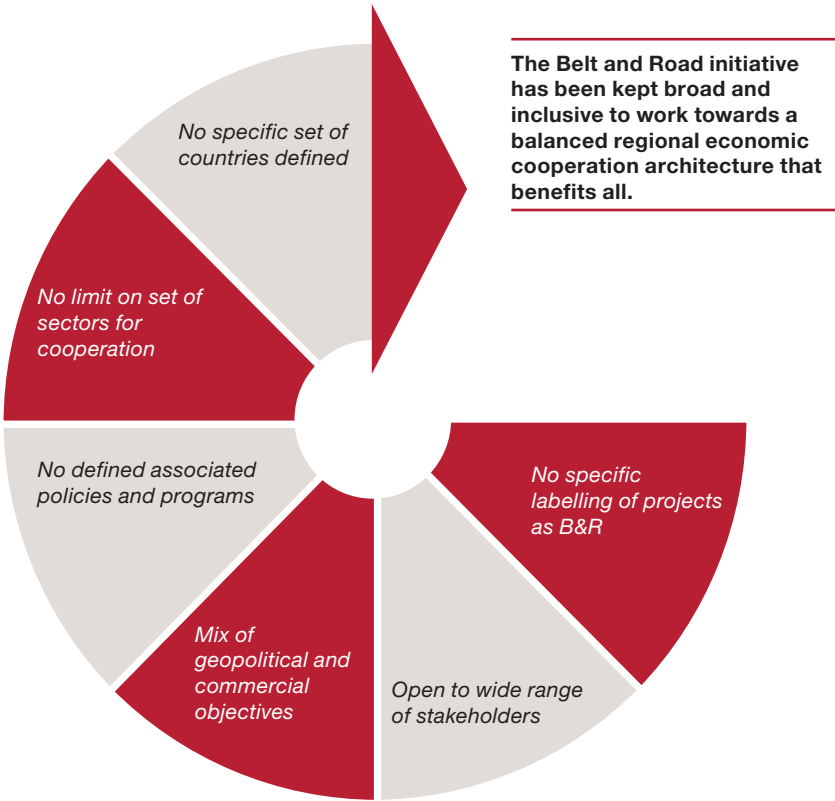 The Belt and Road initiative
has been kept broad and
inclusive to work towards a
balanced regional economic
cooperation architecture that
benefits all.
No specific set of
countries defined
No limit on set of
sectors for
cooperation
No defined associated
policies and programs
Mix of
geopolitical and
commercial
objectives
Open to wide range
of stakeholders
No specific
labelling of projects
as B&R